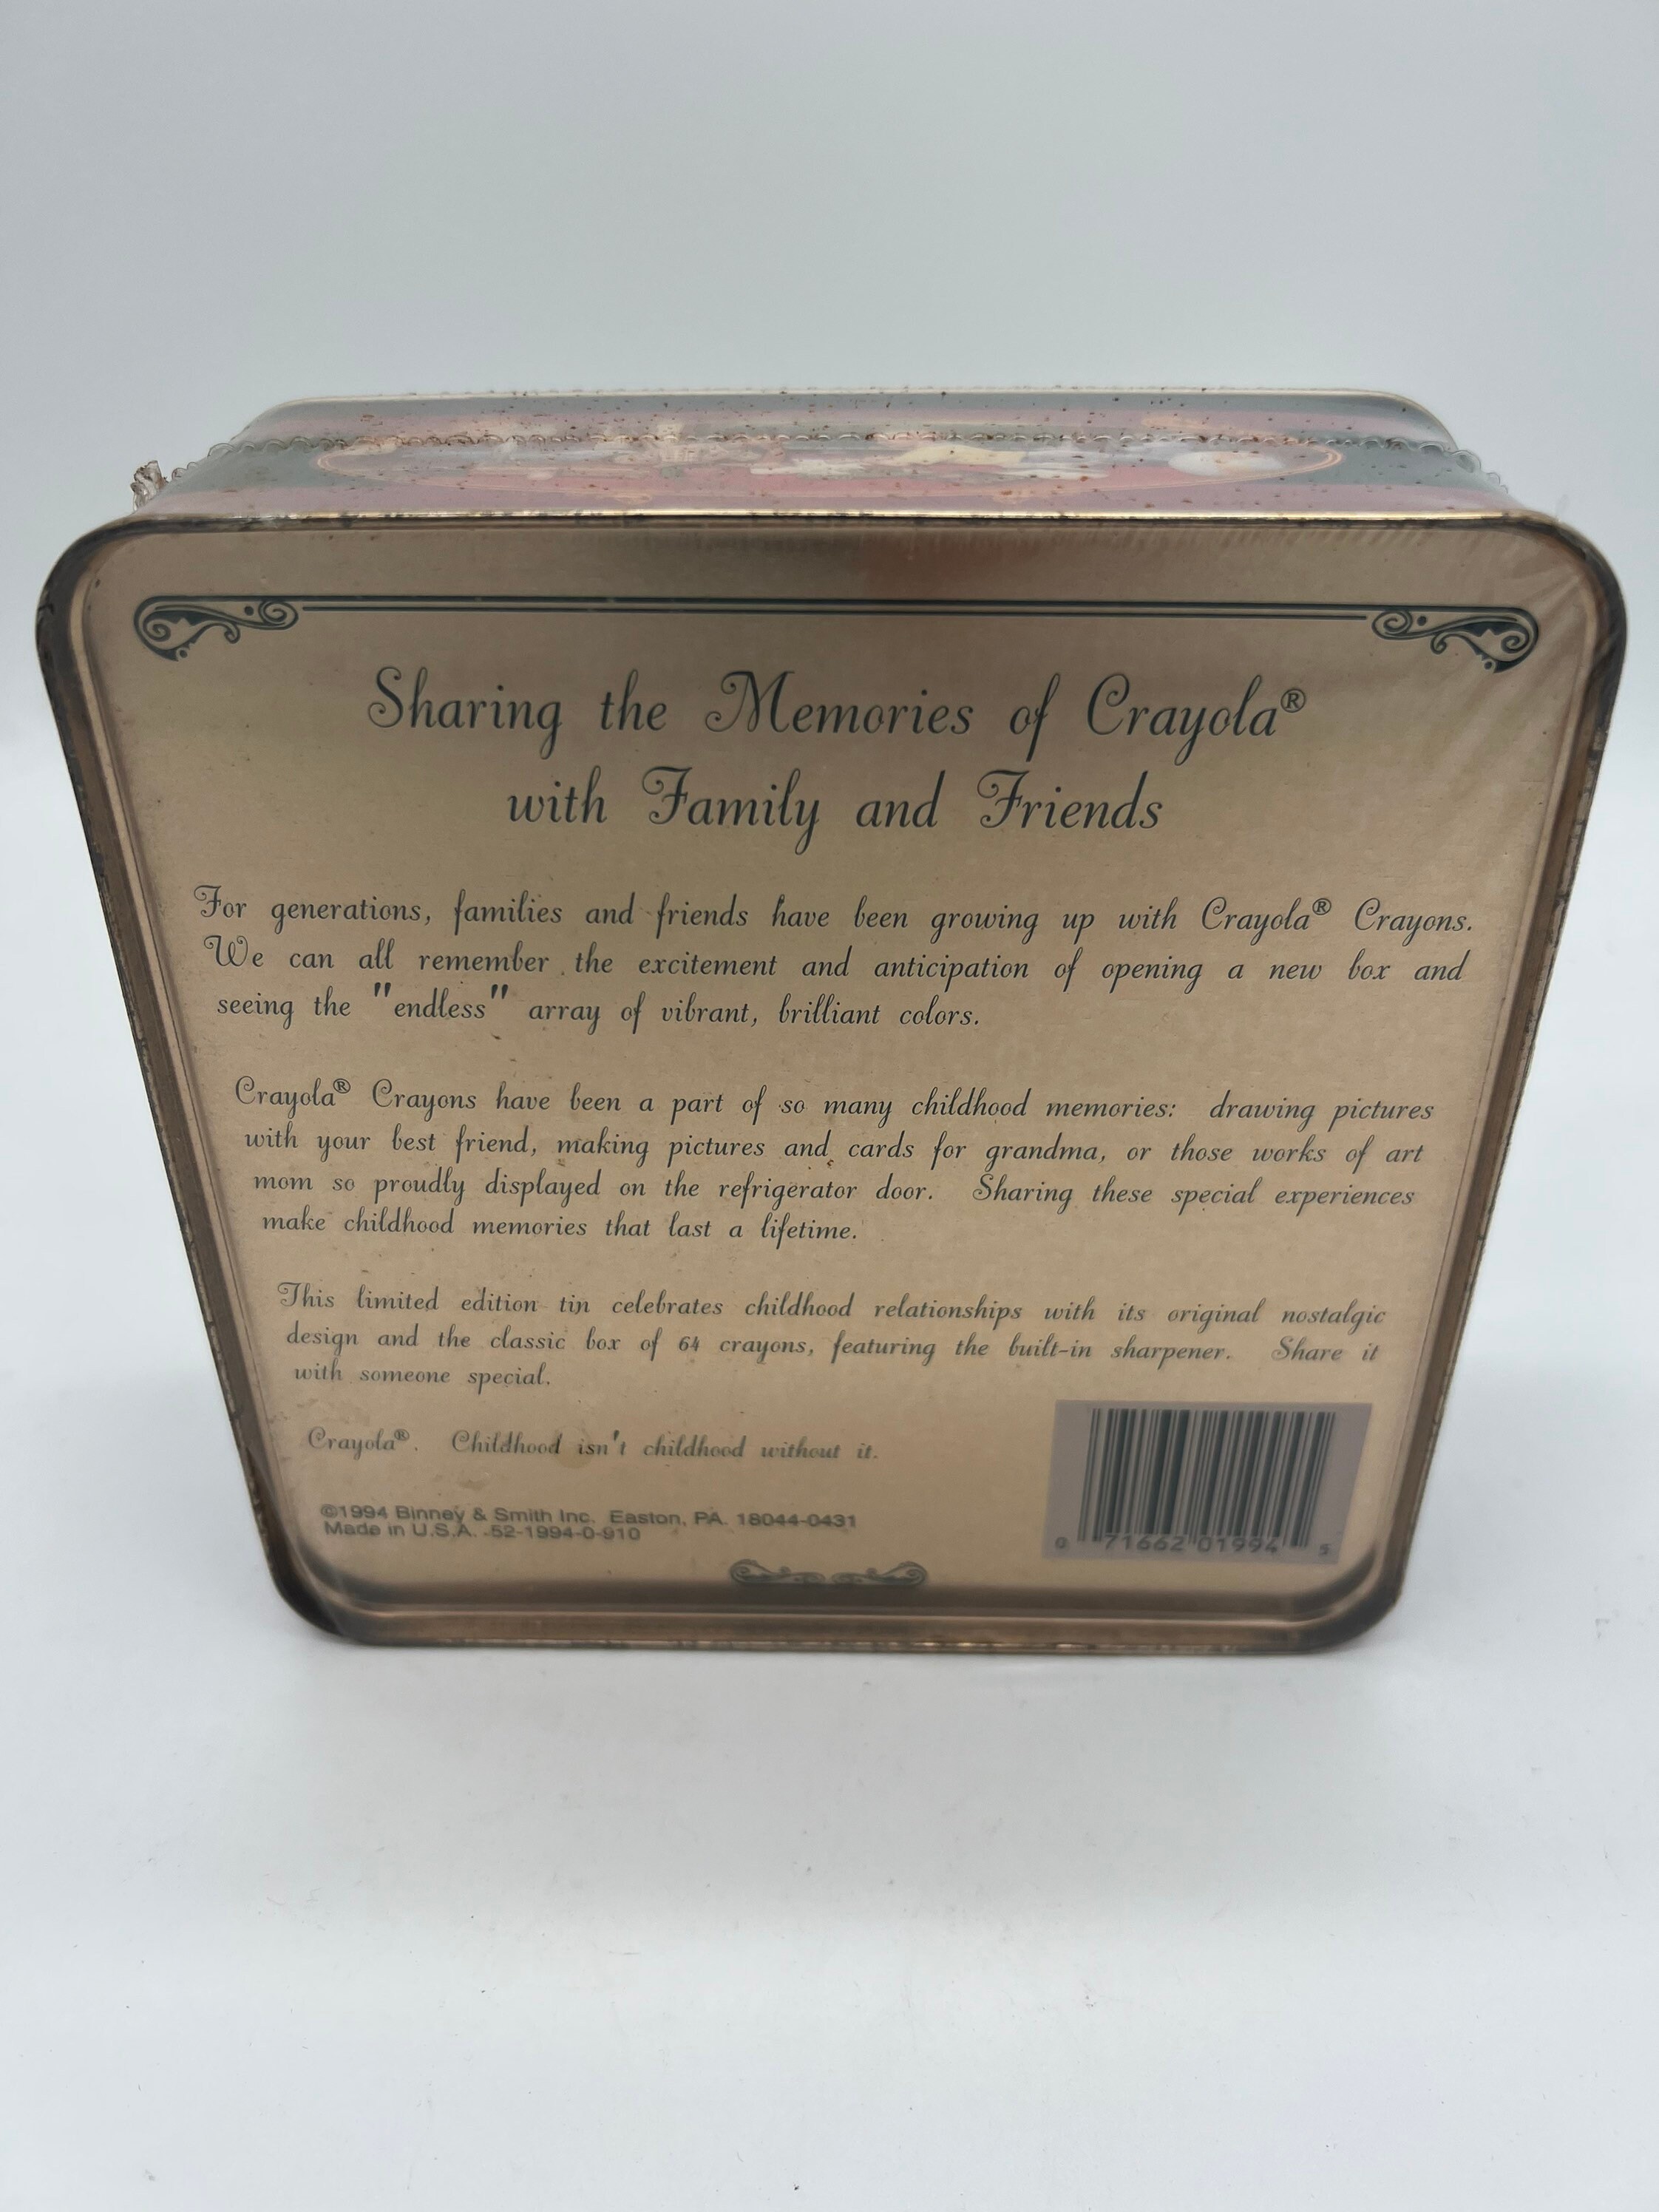 Sharing the Memories of Crayola®
with Family and Friends
For generations, families and friends have been growing up with Crayola® Crayons.
We can all remember the excitement and anticipation of opening a new box and
seeing the "endless" array of vibrant, brilliant colors.
Crayola® Crayons have been a part of so many childhood memories: drawing pictures
with your best friend, making pictures and cards for grandma, or those works of art
mom so proudly displayed on the refrigerator door. Sharing these special experiences
make childhood memories that last a lifetime.
This limited edition tin celebrates childhood relationships with its original nostalgic
design and the classic box of 64 crayons, featuring the built-in sharpener. Share it
with someone special.
Crayola®. Childhood isn't childhood without it.
©1994 Binney & Smith Inc. Easton, PA. 18044-0431
Made in U.S.A. 52-1994-0-910
0 71662 01994 5